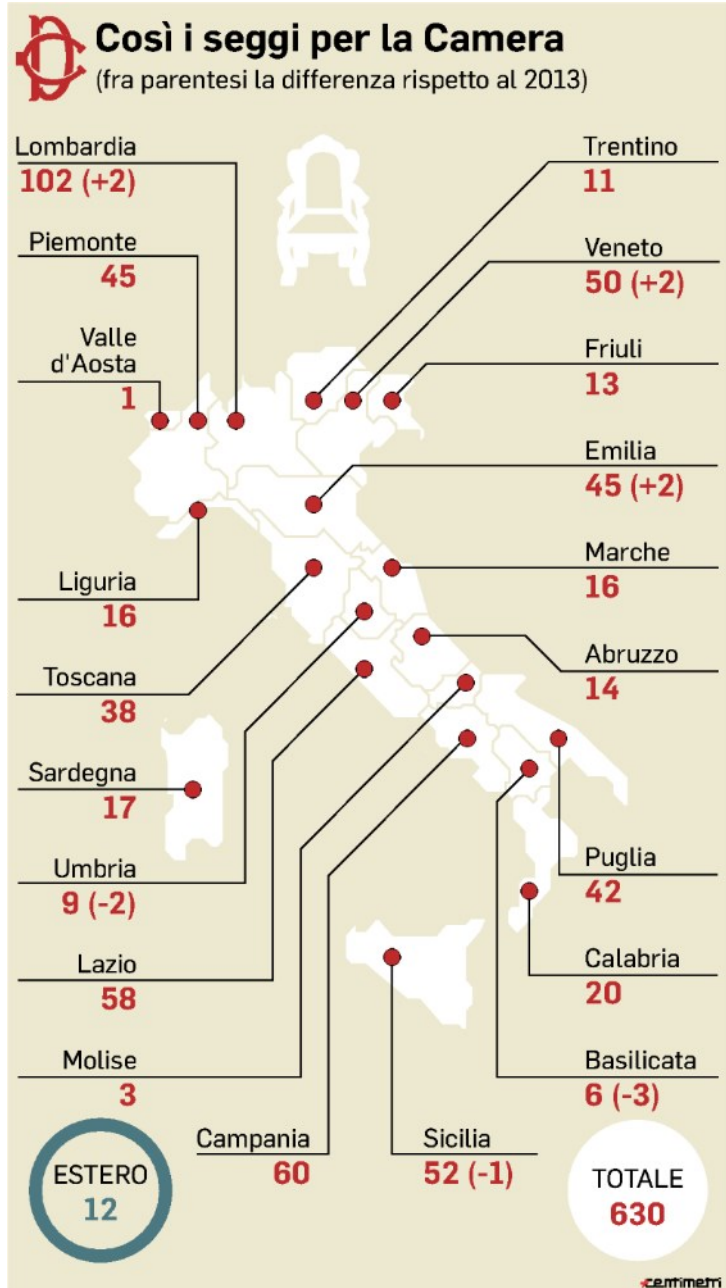 Così i seggi per la Camera
(fra parentesi la differenza rispetto al 2013)
Lombardia
102 (+2)
Piemonte
45
Valle
d'Aosta
1
Liguria
16
Toscana
38
Sardegna
17
Umbria
9 (-2)
Lazio
58
Molise
3
Campania
60
Sicilia
52 (-1)
Trentino
11
Veneto
50 (+2)
Friuli
13
Emilia
45 (+2)
Marche
16
Abruzzo
14
Puglia
42
Calabria
20
Basilicata
6 (-3)
ESTERO
12
TOTALE
630
centimetri